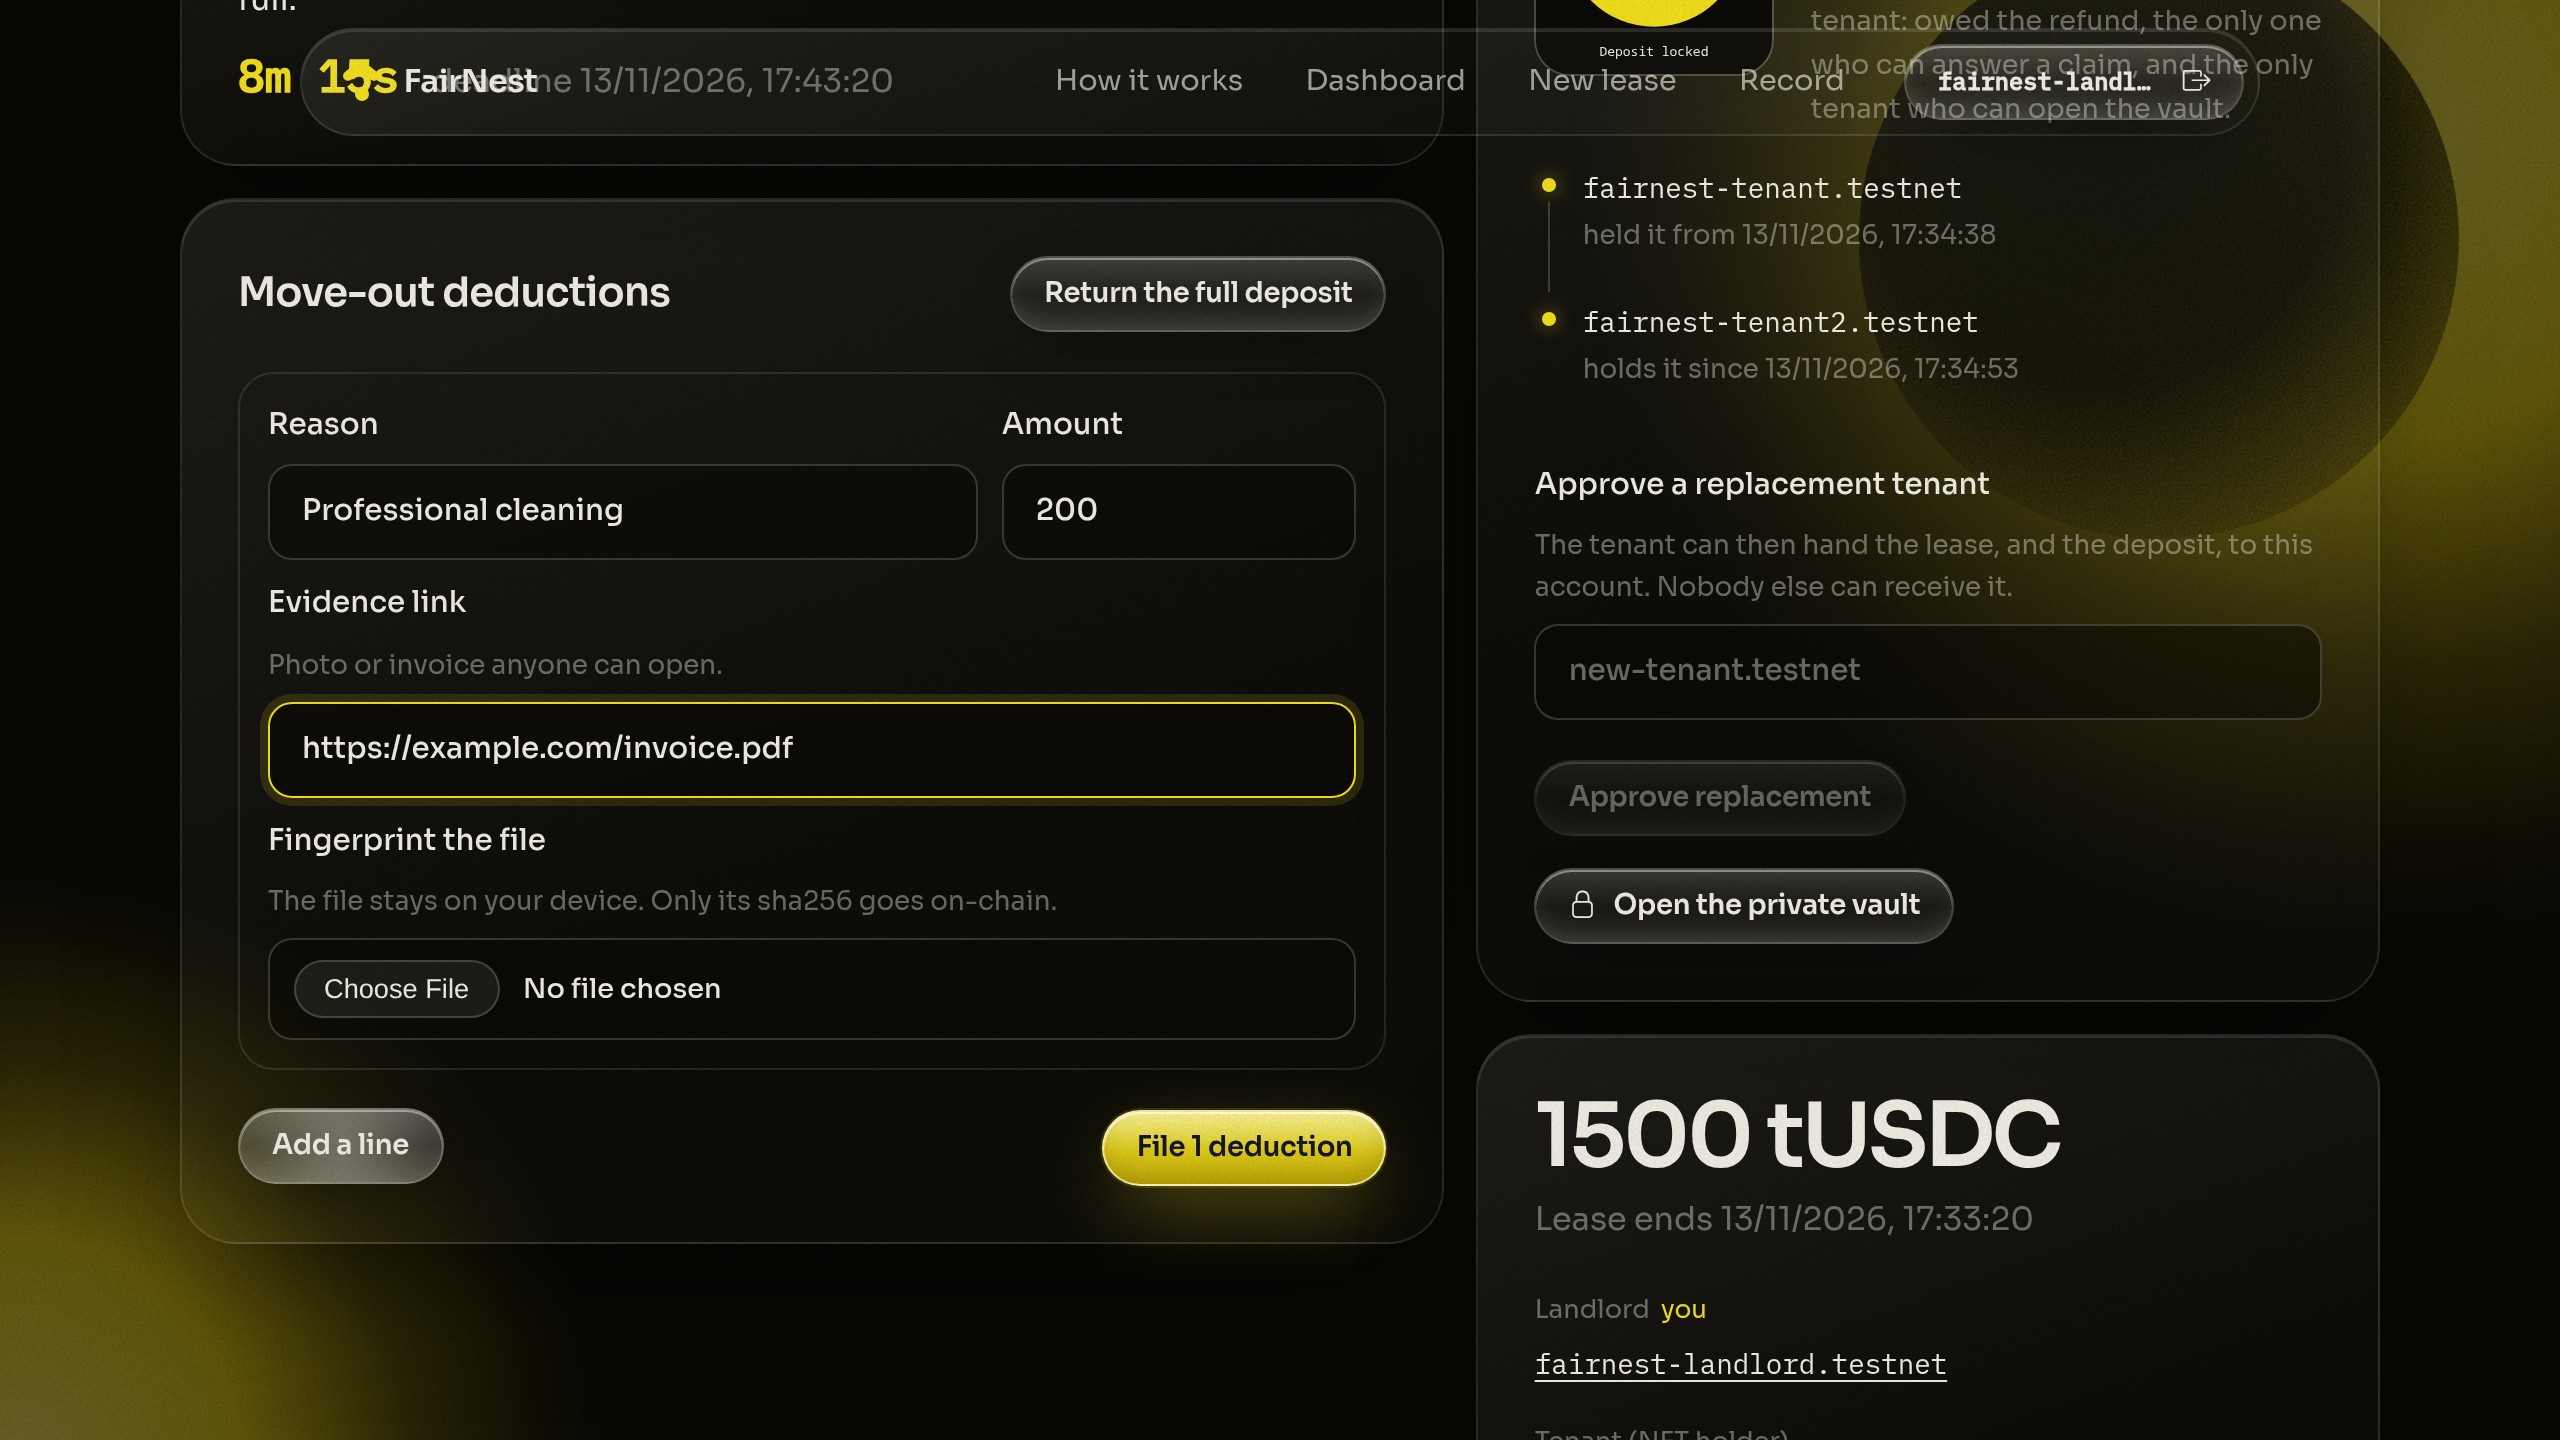 full.
8m 15s
deadline 13/11/2026, 17:43:20
FairNest
How it works
Dashboard
New lease
Record
fairnest-landl…
Move-out deductions
Return the full deposit
Reason
Amount
Professional cleaning
200
Evidence link
Photo or invoice anyone can open.
https://example.com/invoice.pdf
Fingerprint the file
The file stays on your device. Only its sha256 goes on-chain.
Choose File
No file chosen
Add a line
File 1 deduction
Deposit locked
tenant: owed the refund, the only one
who can answer a claim, and the only
tenant who can open the vault.
fairnest-tenant.testnet
held it from 13/11/2026, 17:34:38
fairnest-tenant2.testnet
holds it since 13/11/2026, 17:34:53
Approve a replacement tenant
The tenant can then hand the lease, and the deposit, to this
account. Nobody else can receive it.
new-tenant.testnet
Approve replacement
Open the private vault
1500 tUSDC
Lease ends 13/11/2026, 17:33:20
Landlord you
fairnest-landlord.testnet
Tenant (NFT holder)